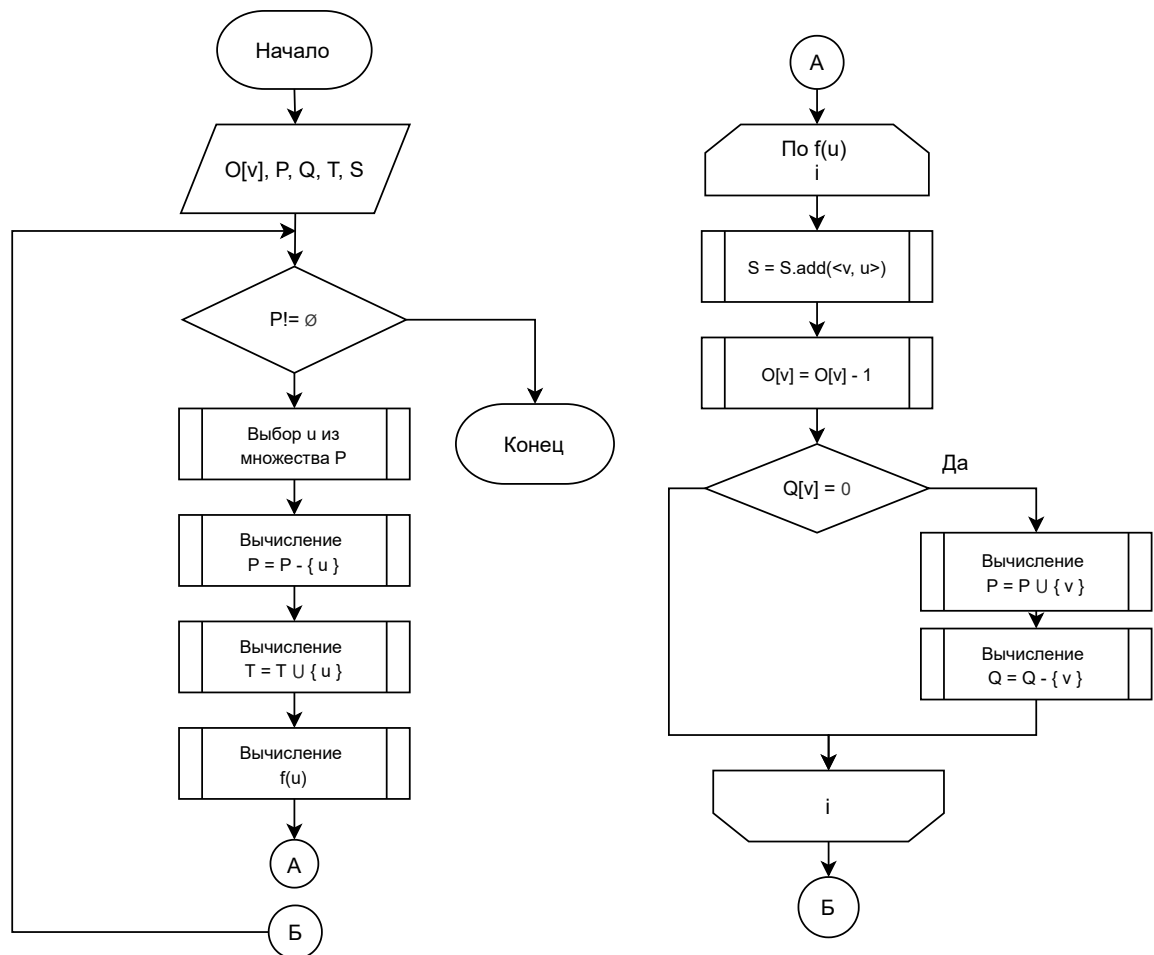 Начало
O[v], P, Q, T, S
P!= ∅
Конец
Выбор u из
множества P
Вычисление
P = P - { u }
Вычисление
T = T ∪ { u }
Вычисление
f(u)
А
Б
А
По f(u)
i
S = S.add(<v, u>)
O[v] = O[v] - 1
Q[v] = 0
Да
Вычисление
P = P ∪ { v }
Вычисление
Q = Q - { v }
i
Б